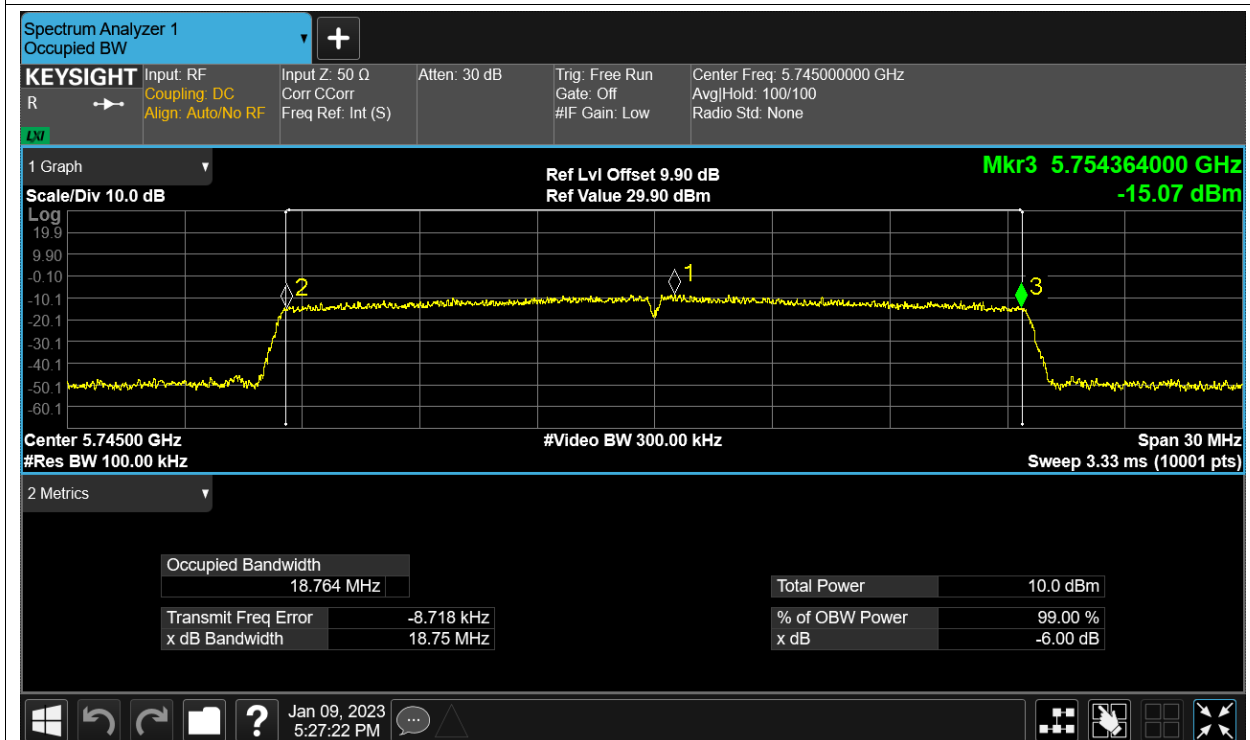 Spectrum Analyzer 1
Occupied BW
KEYSIGHT
R
LXI
Input: RF
Coupling: DC
Align: Auto/No RF
Input Z: 50 Ω
Corr CCorr
Freq Ref: Int (S)
Atten: 30 dB
Trig: Free Run
Gate: Off
#IF Gain: Low
Center Freq: 5.745000000 GHz
Avg|Hold: 100/100
Radio Std: None
1 Graph
Scale/Div 10.0 dB
Ref Lvl Offset 9.90 dB
Ref Value 29.90 dBm
Mkr3 5.754364000 GHz
-15.07 dBm
Log
19.9
9.90
-0.10
-10.1
-20.1
-30.1
-40.1
-50.1
-60.1
2
1
3
Center 5.74500 GHz
#Res BW 100.00 kHz
#Video BW 300.00 kHz
Span 30 MHz
Sweep 3.33 ms (10001 pts)
2 Metrics
Occupied Bandwidth
18.764 MHz
Transmit Freq Error -8.718 kHz
x dB Bandwidth 18.75 MHz
Total Power 10.0 dBm
% of OBW Power 99.00 %
x dB -6.00 dB
?
Jan 09, 2023
5:27:22 PM